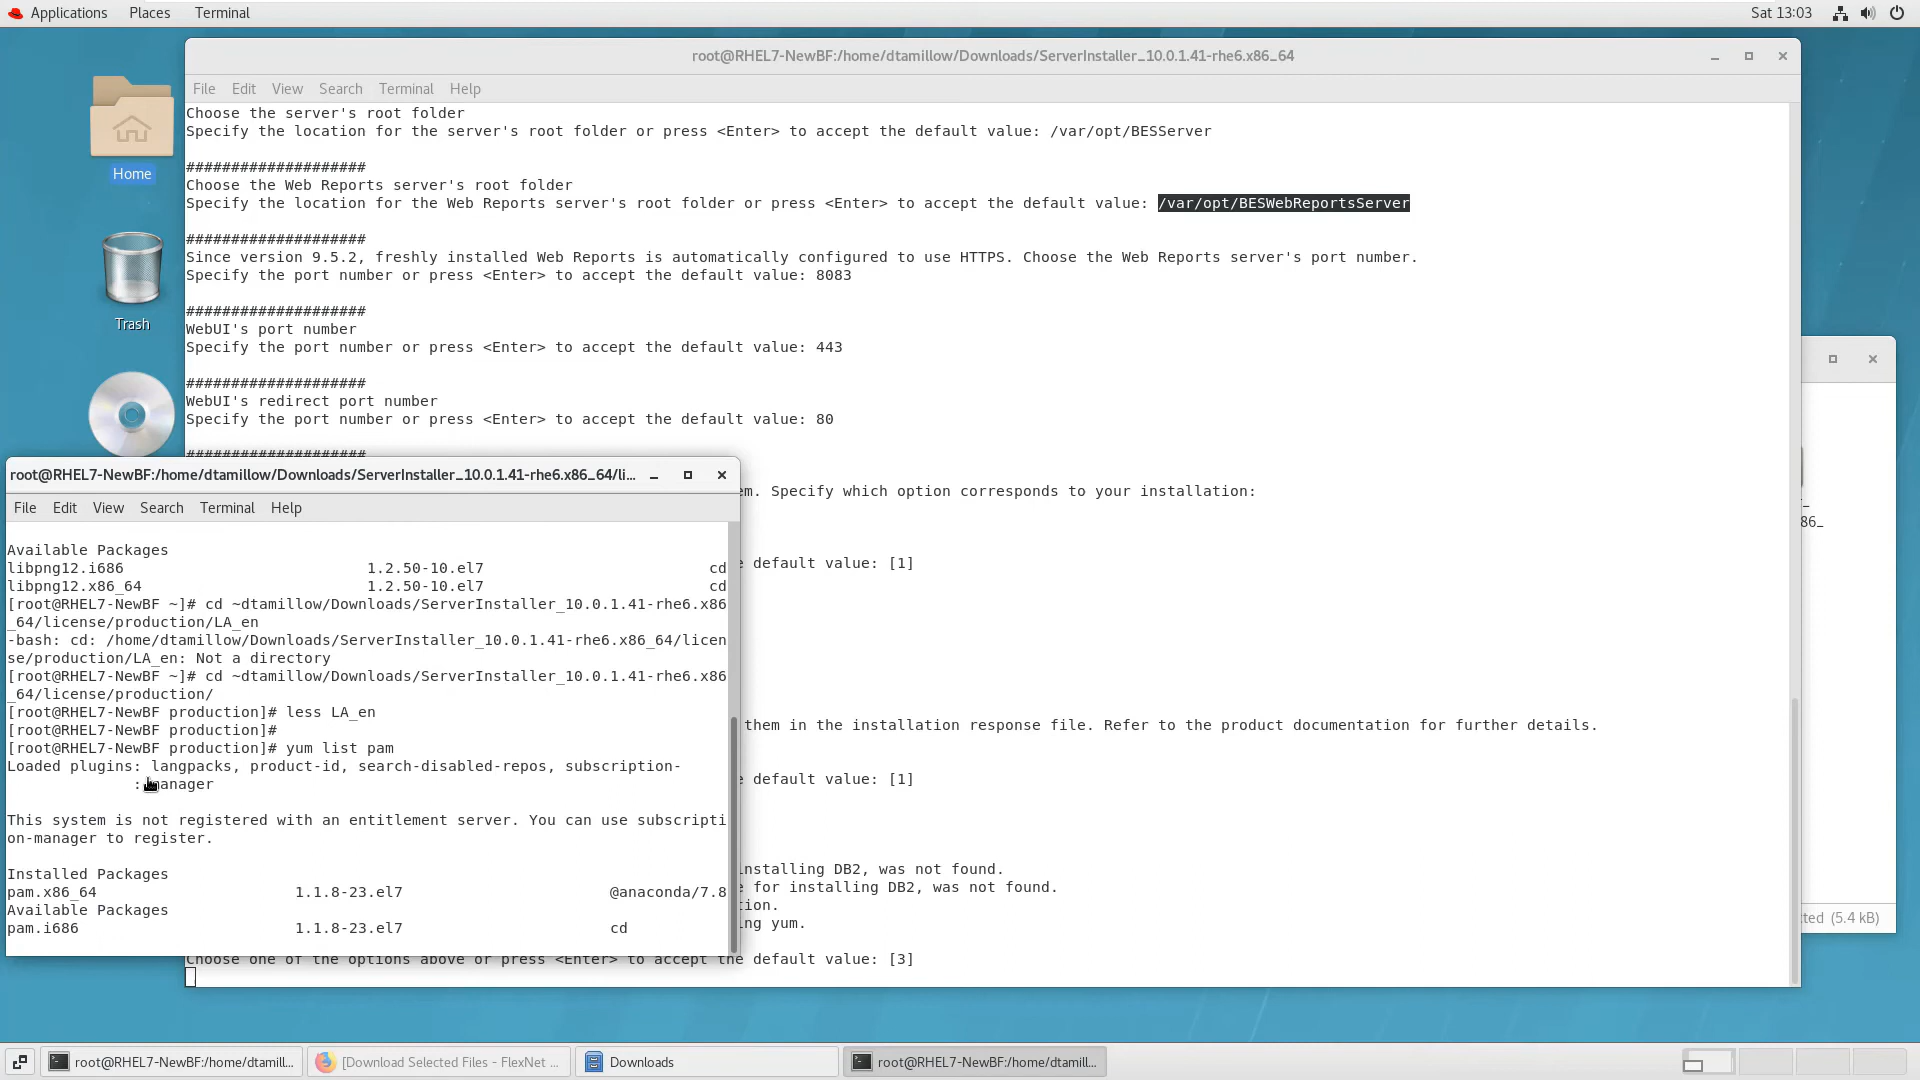 Applications Places Terminal Sat 13:03
root@RHEL7-NewBF:/home/dtamillow/Downloads/ServerInstaller_10.0.1.41-rhe6.x86_64
File Edit View Search Terminal Help
Choose the server's root folder
Specify the location for the server's root folder or press <Enter> to accept the default value: /var/opt/BESServer
####################
Choose the Web Reports server's root folder
Specify the location for the Web Reports server's root folder or press <Enter> to accept the default value: /var/opt/BESWebReportsServer
####################
Since version 9.5.2, freshly installed Web Reports is automatically configured to use HTTPS. Choose the Web Reports server's port number.
Specify the port number or press <Enter> to accept the default value: 8083
####################
WebUI's port number
Specify the port number or press <Enter> to accept the default value: 443
####################
WebUI's redirect port number
Specify the port number or press <Enter> to accept the default value: 80
####################
em. Specify which option corresponds to your installation:
e default value: [1]
them in the installation response file. Refer to the product documentation for further details.
e default value: [1]
installing DB2, was not found.
e for installing DB2, was not found.
tion.
ing yum.
Choose one of the options above or press <Enter> to accept the default value: [3]
Home
Trash
root@RHEL7-NewBF:/home/dtamillow/Downloads/ServerInstaller_10.0.1.41-rhe6.x86_64/li...
File Edit View Search Terminal Help
Available Packages
libpng12.i686 1.2.50-10.el7 cd
libpng12.x86_64 1.2.50-10.el7 cd
[root@RHEL7-NewBF ~]# cd ~dtamillow/Downloads/ServerInstaller_10.0.1.41-rhe6.x86
_64/license/production/LA_en
-bash: cd: /home/dtamillow/Downloads/ServerInstaller_10.0.1.41-rhe6.x86_64/licen
se/production/LA_en: Not a directory
[root@RHEL7-NewBF ~]# cd ~dtamillow/Downloads/ServerInstaller_10.0.1.41-rhe6.x86
_64/license/production/
[root@RHEL7-NewBF production]# less LA_en
[root@RHEL7-NewBF production]#
[root@RHEL7-NewBF production]# yum list pam
Loaded plugins: langpacks, product-id, search-disabled-repos, subscription-
: manager
This system is not registered with an entitlement server. You can use subscripti
on-manager to register.
Installed Packages
pam.x86_64 1.1.8-23.el7 @anaconda/7.8
Available Packages
pam.i686 1.1.8-23.el7 cd
86_
cted (5.4 kB)
root@RHEL7-NewBF:/home/dtamill... [Download Selected Files - FlexNet ... Downloads root@RHEL7-NewBF:/home/dtamill...